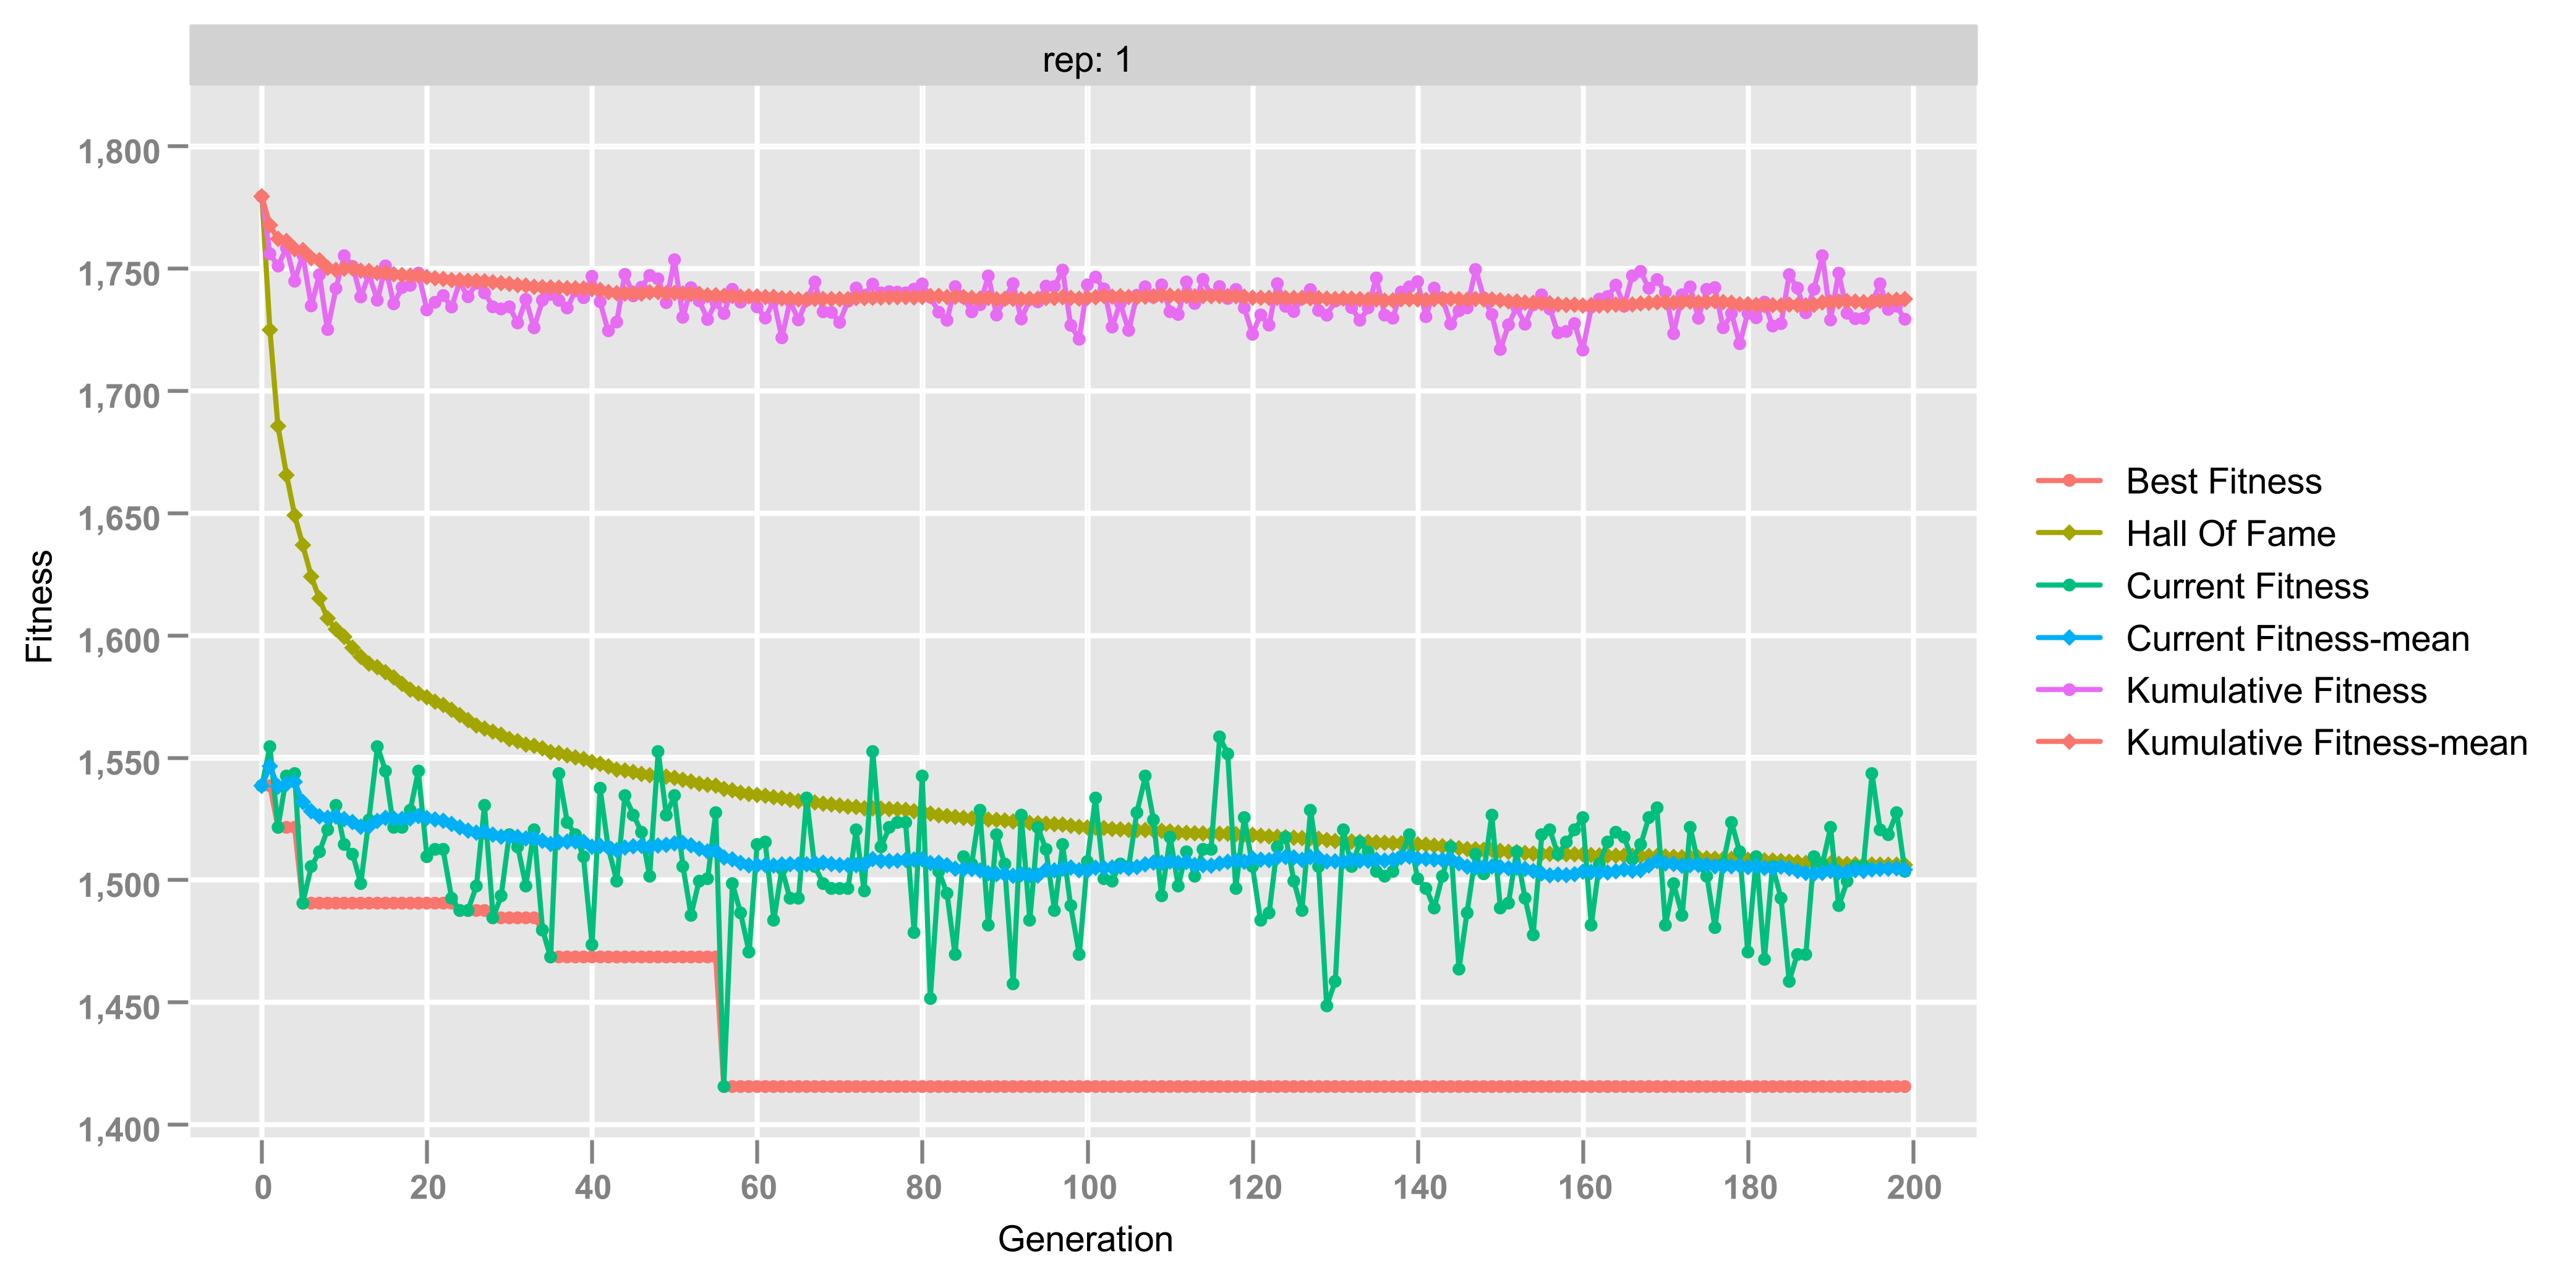 rep: 1
1,800
1,750
1,700
1,650
1,600
1,550
1,500
1,450
1,400
Fitness
0 20 40 60 80 100 120 140 160 180 200
Generation
Best Fitness
Hall Of Fame
Current Fitness
Current Fitness-mean
Kumulative Fitness
Kumulative Fitness-mean